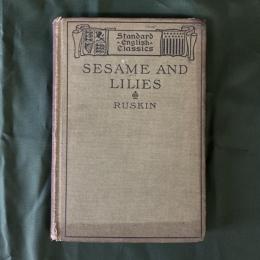 Standard
English
Classics
SESAME AND
LILIES
RUSKIN